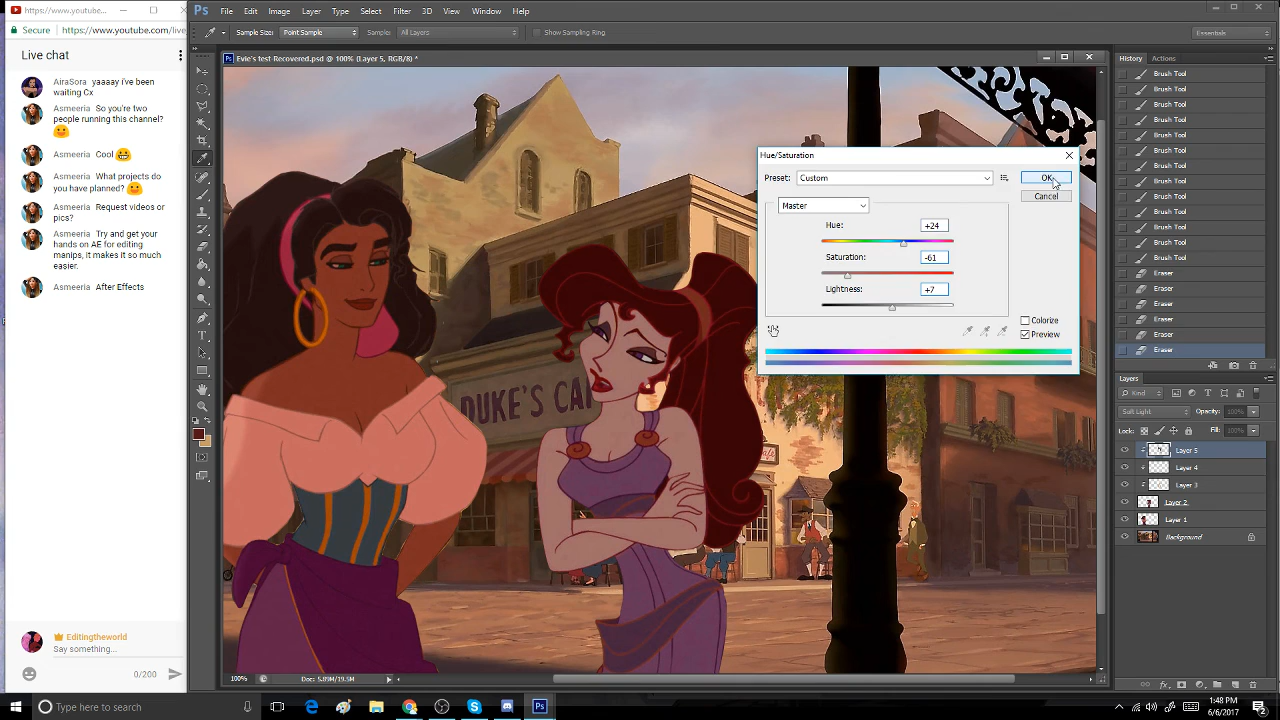 https://www.youtube.com/
Secure
https://www.youtube.com/live
Live chat
AiraSora yaaaay i've been
waiting Cx
Asmeeria So you're two
people running this channel?
Asmeeria Cool
Asmeeria What projects do
you have planned?
Asmeeria Request videos or
pics?
Asmeeria Try and get your
hands on AE for editing
manips, it makes it so much
easier.
Asmeeria After Effects
Editingtheworld
Say something...
0/200
Ps
File Edit Image Layer Type Select Filter 3D View Window Help
Sample Size: Point Sample Sample: All Layers Show Sampling Ring
Essentials
Evie's test-Recovered.psd @ 100% (Layer 5, RGB/8) *
DUKE'S CA
Hue/Saturation
Preset: Custom
OK
Cancel
Master
Hue: +24
Saturation: -61
Lightness: +7
Colorize
Preview
History Actions
Brush Tool
Brush Tool
Brush Tool
Brush Tool
Brush Tool
Brush Tool
Brush Tool
Brush Tool
Brush Tool
Brush Tool
Brush Tool
Brush Tool
Brush Tool
Eraser
Eraser
Eraser
Eraser
Eraser
Eraser
Layers
Kind
Soft Light Opacity: 100%
Lock: Fill: 100%
Layer 5
Layer 4
Layer 3
Layer 2
Layer 1
Background
100% Doc: 5.89M/19.5M
Type here to search
1:48 PM
6/6/2017